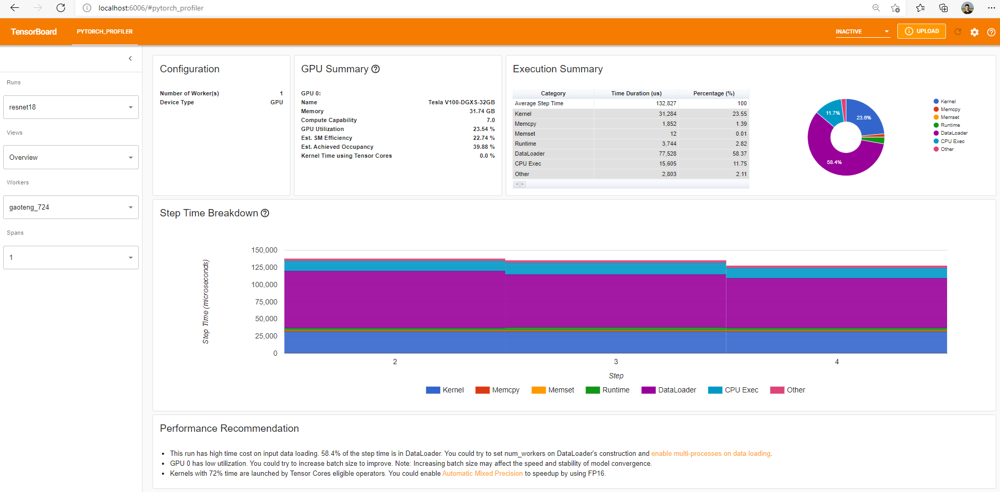 localhost:6006/#pytorch_profiler
TensorBoard
PYTORCH_PROFILER
INACTIVE
UPLOAD
Runs
resnet18
Views
Overview
Workers
gaoteng_724
Spans
1
Configuration
Number of Worker(s) 1
Device Type GPU
GPU Summary
GPU 0:
Name Tesla V100-DGXS-32GB
Memory 31.74 GB
Compute Capability 7.0
GPU Utilization 23.54 %
Est. SM Efficiency 22.74 %
Est. Achieved Occupancy 39.88 %
Kernel Time using Tensor Cores 0.0 %
Execution Summary
Category Time Duration (us) Percentage (%)
Average Step Time 132,827 100
Kernel 31,284 23.55
Memcpy 1,852 1.39
Memset 12 0.01
Runtime 3,744 2.82
DataLoader 77,528 58.37
CPU Exec 15,605 11.75
Other 2,803 2.11
11.7%
23.6%
58.4%
Kernel
Memcpy
Memset
Runtime
DataLoader
CPU Exec
Other
Step Time Breakdown
Step Time (microseconds)
150,000
125,000
100,000
75,000
50,000
25,000
0
2 3 4
Step
Kernel Memcpy Memset Runtime DataLoader CPU Exec Other
Performance Recommendation
• This run has high time cost on input data loading. 58.4% of the step time is in DataLoader. You could try to set num_workers on DataLoader's construction and enable multi-processes on data loading.
• GPU 0 has low utilization. You could try to increase batch size to improve. Note: Increasing batch size may affect the speed and stability of model convergence.
• Kernels with 72% time are launched by Tensor Cores eligible operators. You could enable Automatic Mixed Precision to speedup by using FP16.